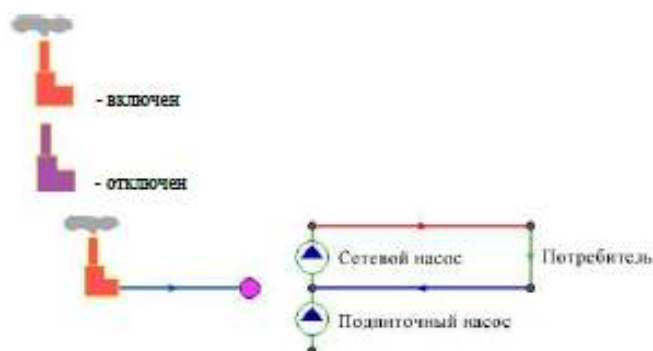 - включен
- отключен
Сетевой насос
Потребитель
Подпиточный насос